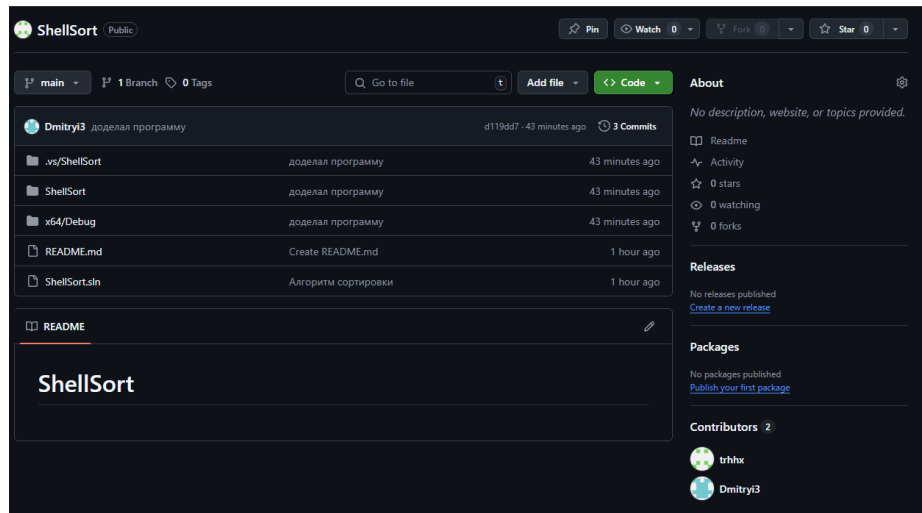 ShellSort Public Pin Watch 0 Fork 0 Star 0
main 1 Branch 0 Tags Go to file t Add file <> Code
Dmitryi3 доделал программу d119dd7 · 43 minutes ago 3 Commits
.vs/ShellSort доделал программу 43 minutes ago
ShellSort доделал программу 43 minutes ago
x64/Debug доделал программу 43 minutes ago
README.md Create README.md 1 hour ago
ShellSort.sln Алгоритм сортировки 1 hour ago
README
ShellSort
About
No description, website, or topics provided.
Readme
Activity
0 stars
0 watching
0 forks
Releases
No releases published
Create a new release
Packages
No packages published
Publish your first package
Contributors 2
trhhx
Dmitryi3